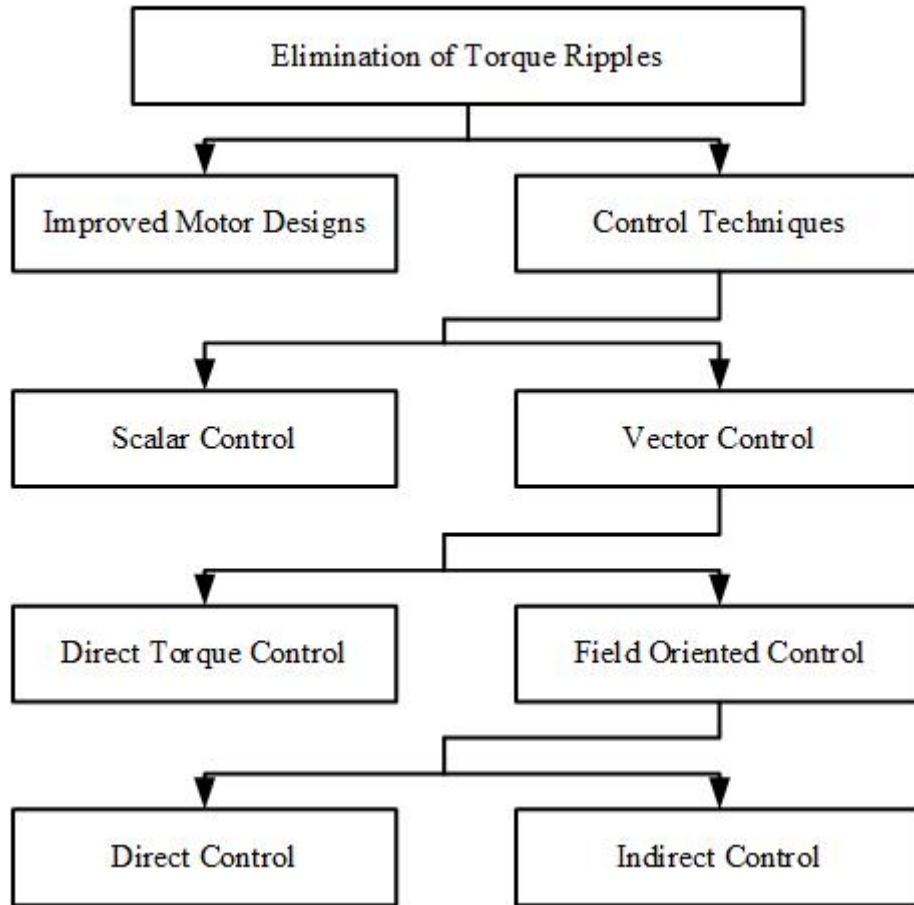 Elimination of Torque Ripples
Improved Motor Designs
Control Techniques
Scalar Control
Vector Control
Direct Torque Control
Field Oriented Control
Direct Control
Indirect Control